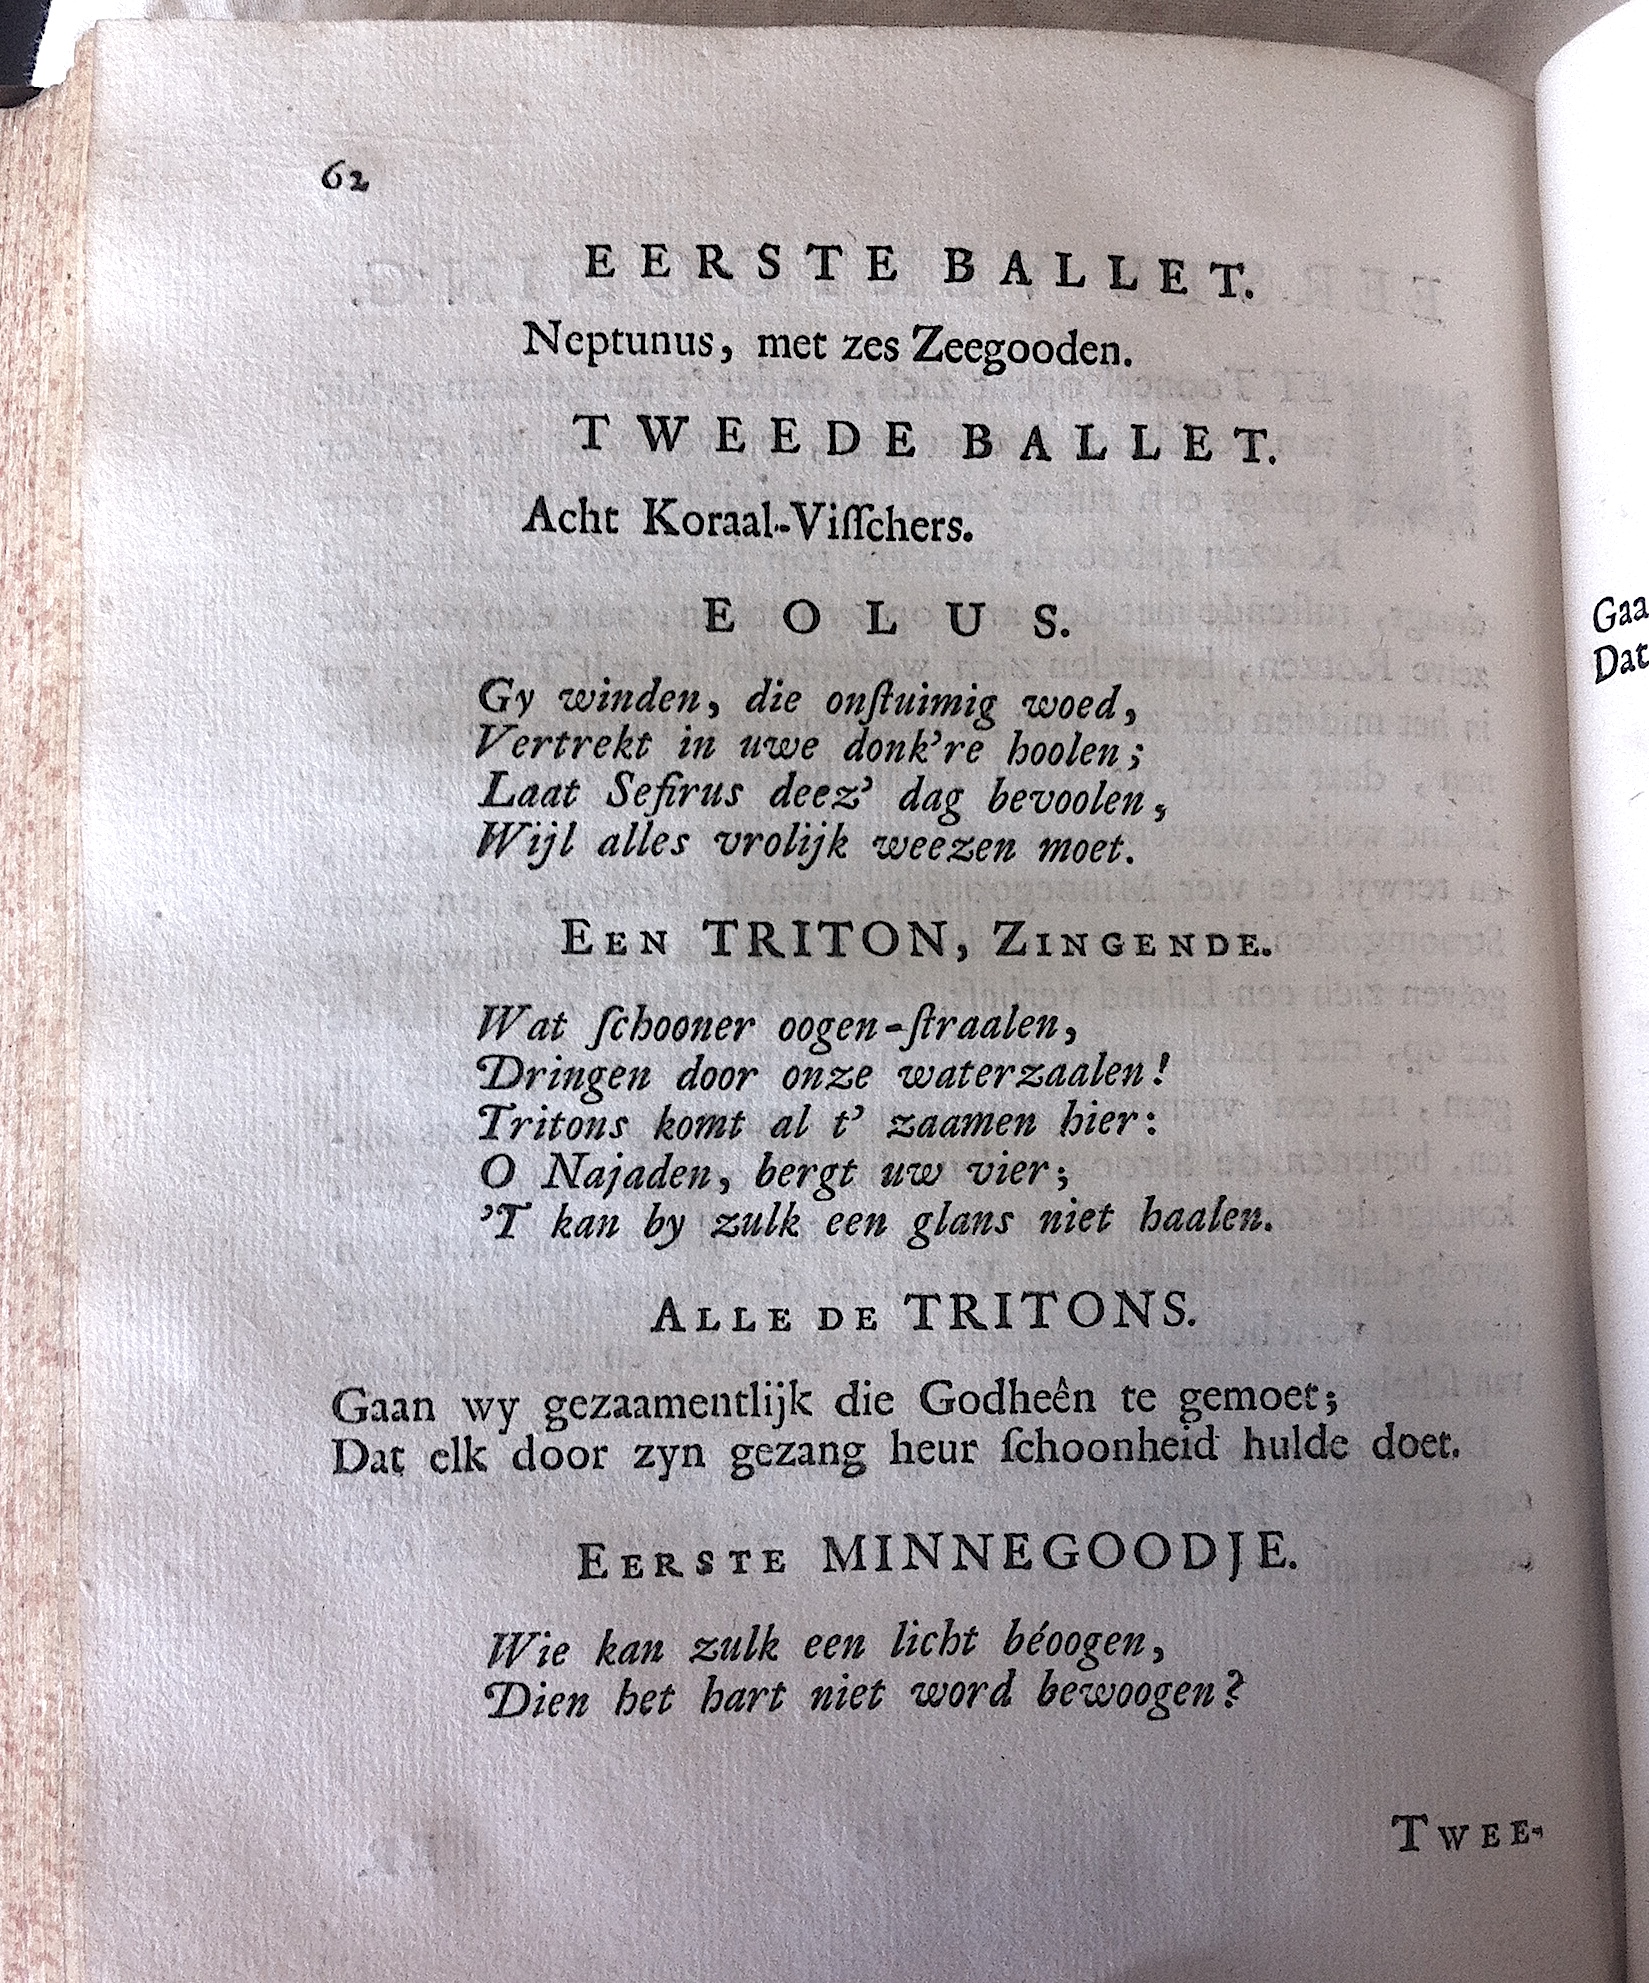 62
EERSTE BALLET.
Neptunus, met zes Zeegooden.
TWEEDE BALLET.
Acht Koraal-Viſſchers.
EOLUS.
Gy winden, die onſtuimig woed,
Vertrekt in uwe donk’re hoolen;
Laat Sefirus deez’ dag bevoolen,
Wijl alles vrolijk weezen moet.
EEN TRITON, ZINGENDE.
Wat ſchooner oogen-ſtraalen,
Dringen door onze waterzaalen!
Tritons komt al t’ zaamen hier:
O Najaden, bergt uw vier;
’T kan by zulk een glans niet haalen.
ALLE DE TRITONS.
Gaan wy gezaamentlijk die Godheên te gemoet;
Dat elk door zyn gezang heur ſchoonheid hulde doet.
EERSTE MINNEGOODJE.
Wie kan zulk een licht béoogen,
Dien het hart niet word bewoogen?
TWEE-
Gaa
Dat